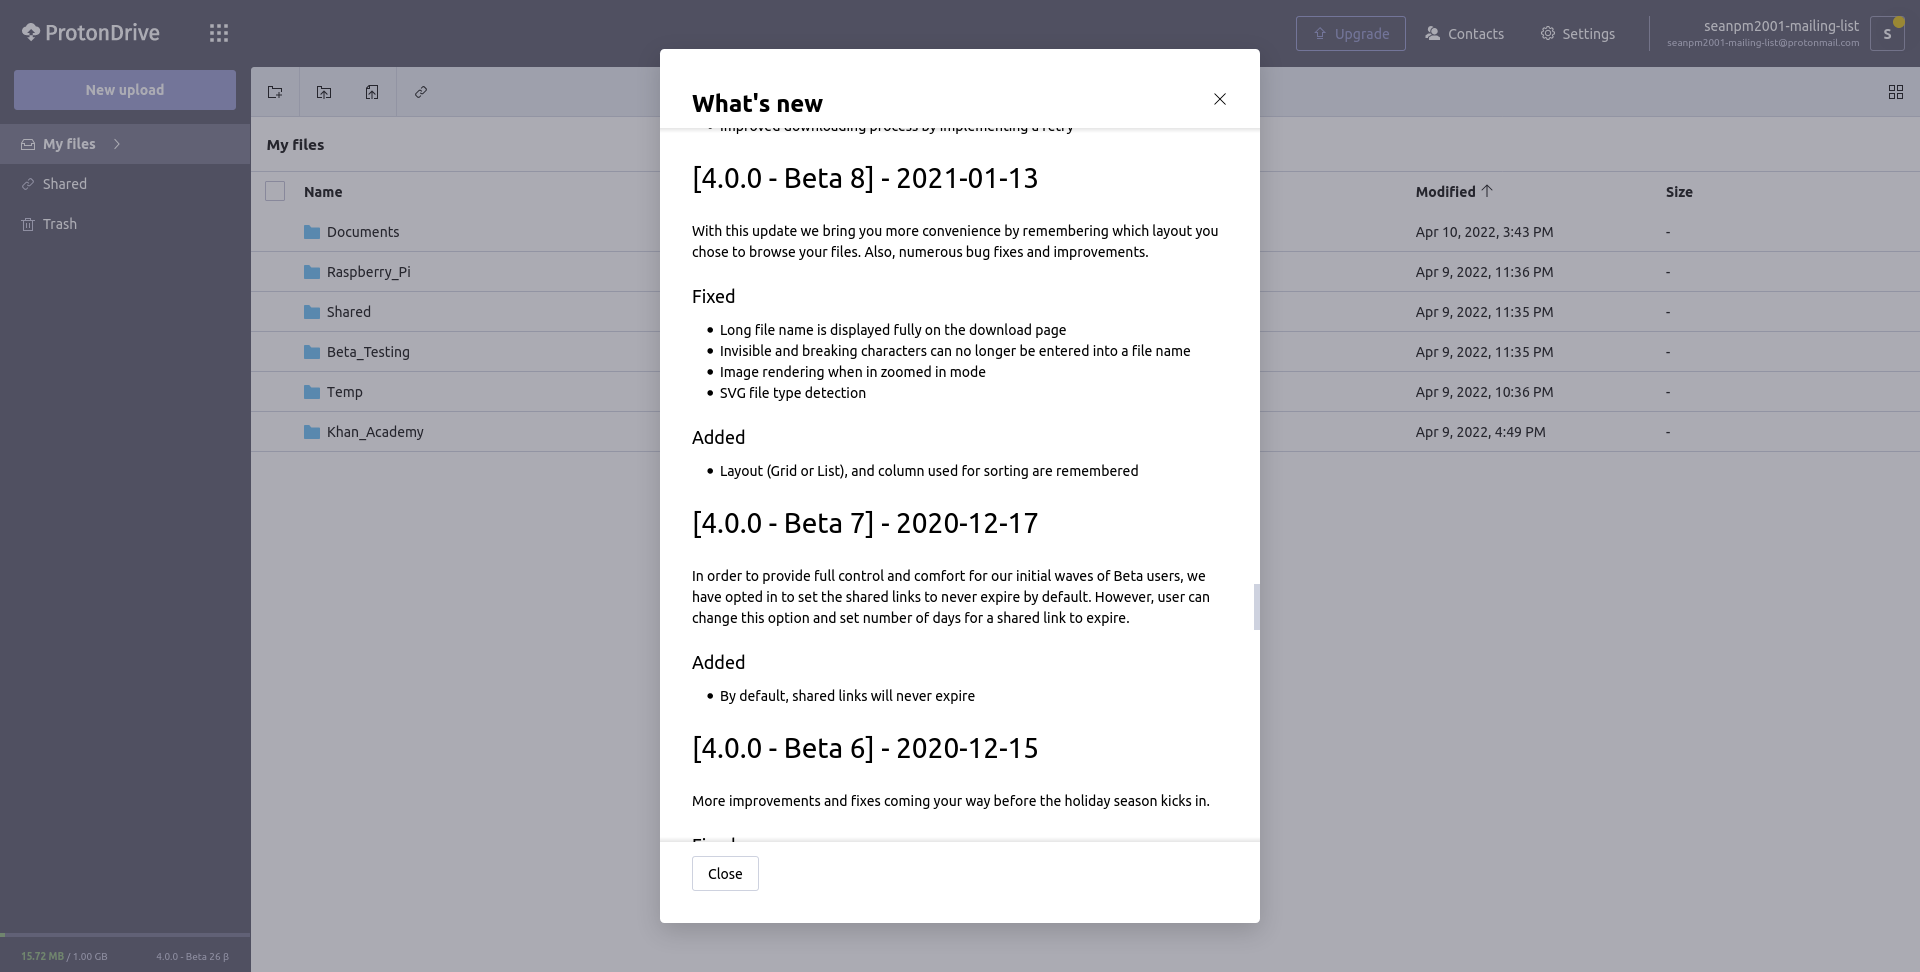 ProtonDrive
Upgrade
Contacts
Settings
seanpm2001-mailing-list
seanpm2001-mailing-list@protonmail.com
S
New upload
My files
Shared
Trash
My files
Name
Modified
Size
Documents
Apr 10, 2022, 3:43 PM
-
Raspberry_Pi
Apr 9, 2022, 11:36 PM
-
Shared
Apr 9, 2022, 11:35 PM
-
Beta_Testing
Apr 9, 2022, 11:35 PM
-
Temp
Apr 9, 2022, 10:36 PM
-
Khan_Academy
Apr 9, 2022, 4:49 PM
-
What's new
• Improved downloading process by implementing a retry
[4.0.0 - Beta 8] - 2021-01-13
With this update we bring you more convenience by remembering which layout you
chose to browse your files. Also, numerous bug fixes and improvements.
Fixed
• Long file name is displayed fully on the download page
• Invisible and breaking characters can no longer be entered into a file name
• Image rendering when in zoomed in mode
• SVG file type detection
Added
• Layout (Grid or List), and column used for sorting are remembered
[4.0.0 - Beta 7] - 2020-12-17
In order to provide full control and comfort for our initial waves of Beta users, we
have opted in to set the shared links to never expire by default. However, user can
change this option and set number of days for a shared link to expire.
Added
• By default, shared links will never expire
[4.0.0 - Beta 6] - 2020-12-15
More improvements and fixes coming your way before the holiday season kicks in.
Fixed
Close
15.72 MB / 1.00 GB
4.0.0 - Beta 26 β